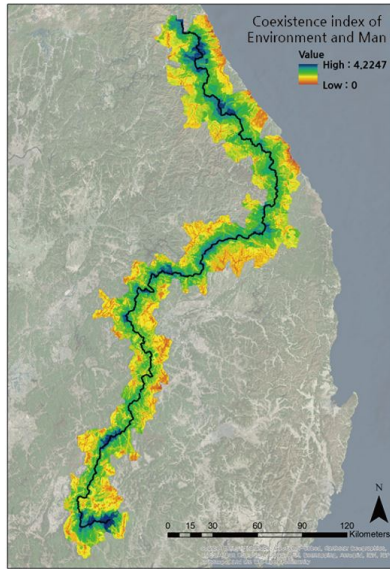 Coexistence index of
Environment and Man
Value
High : 4,2247
Low : 0
N
0 15 30 60 90 120
Kilometers